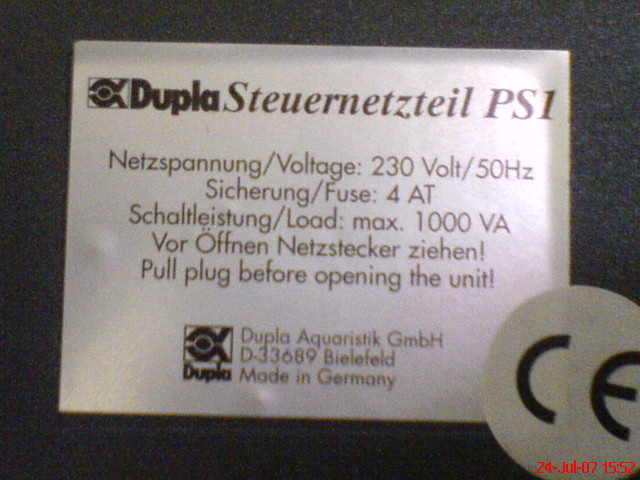 Dupla Steuernetzteil PS1
Netzspannung/Voltage: 230 Volt/50Hz
Sicherung/Fuse: 4 AT
Schaltleistung/Load: max. 1000 VA
Vor Öffnen Netzstecker ziehen!
Pull plug before opening the unit!
Dupla Aquaristik GmbH
D-33689 Bielefeld
Dupla Made in Germany
CE
24-Jul-07 15:52